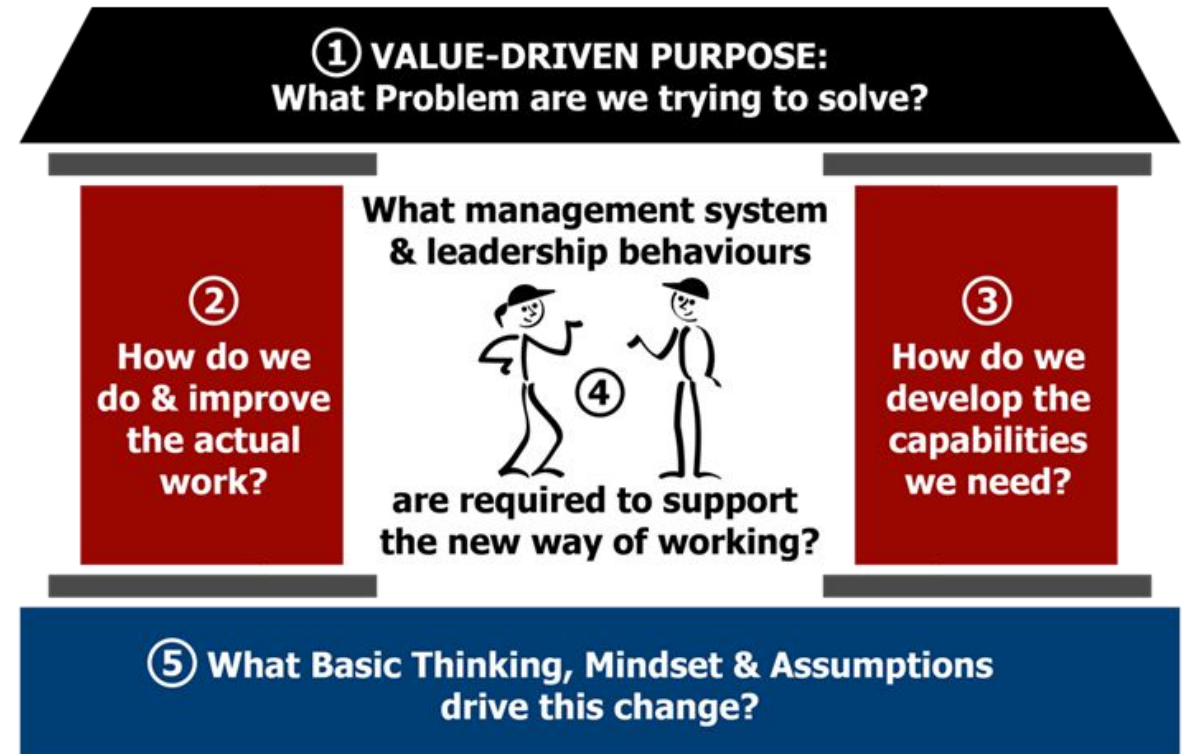 ① VALUE-DRIVEN PURPOSE:
What Problem are we trying to solve?
②
How do we
do & improve
the actual
work?
③
How do we
develop the
capabilities
we need?
What management system
& leadership behaviours
④
are required to support
the new way of working?
⑤ What Basic Thinking, Mindset & Assumptions
drive this change?